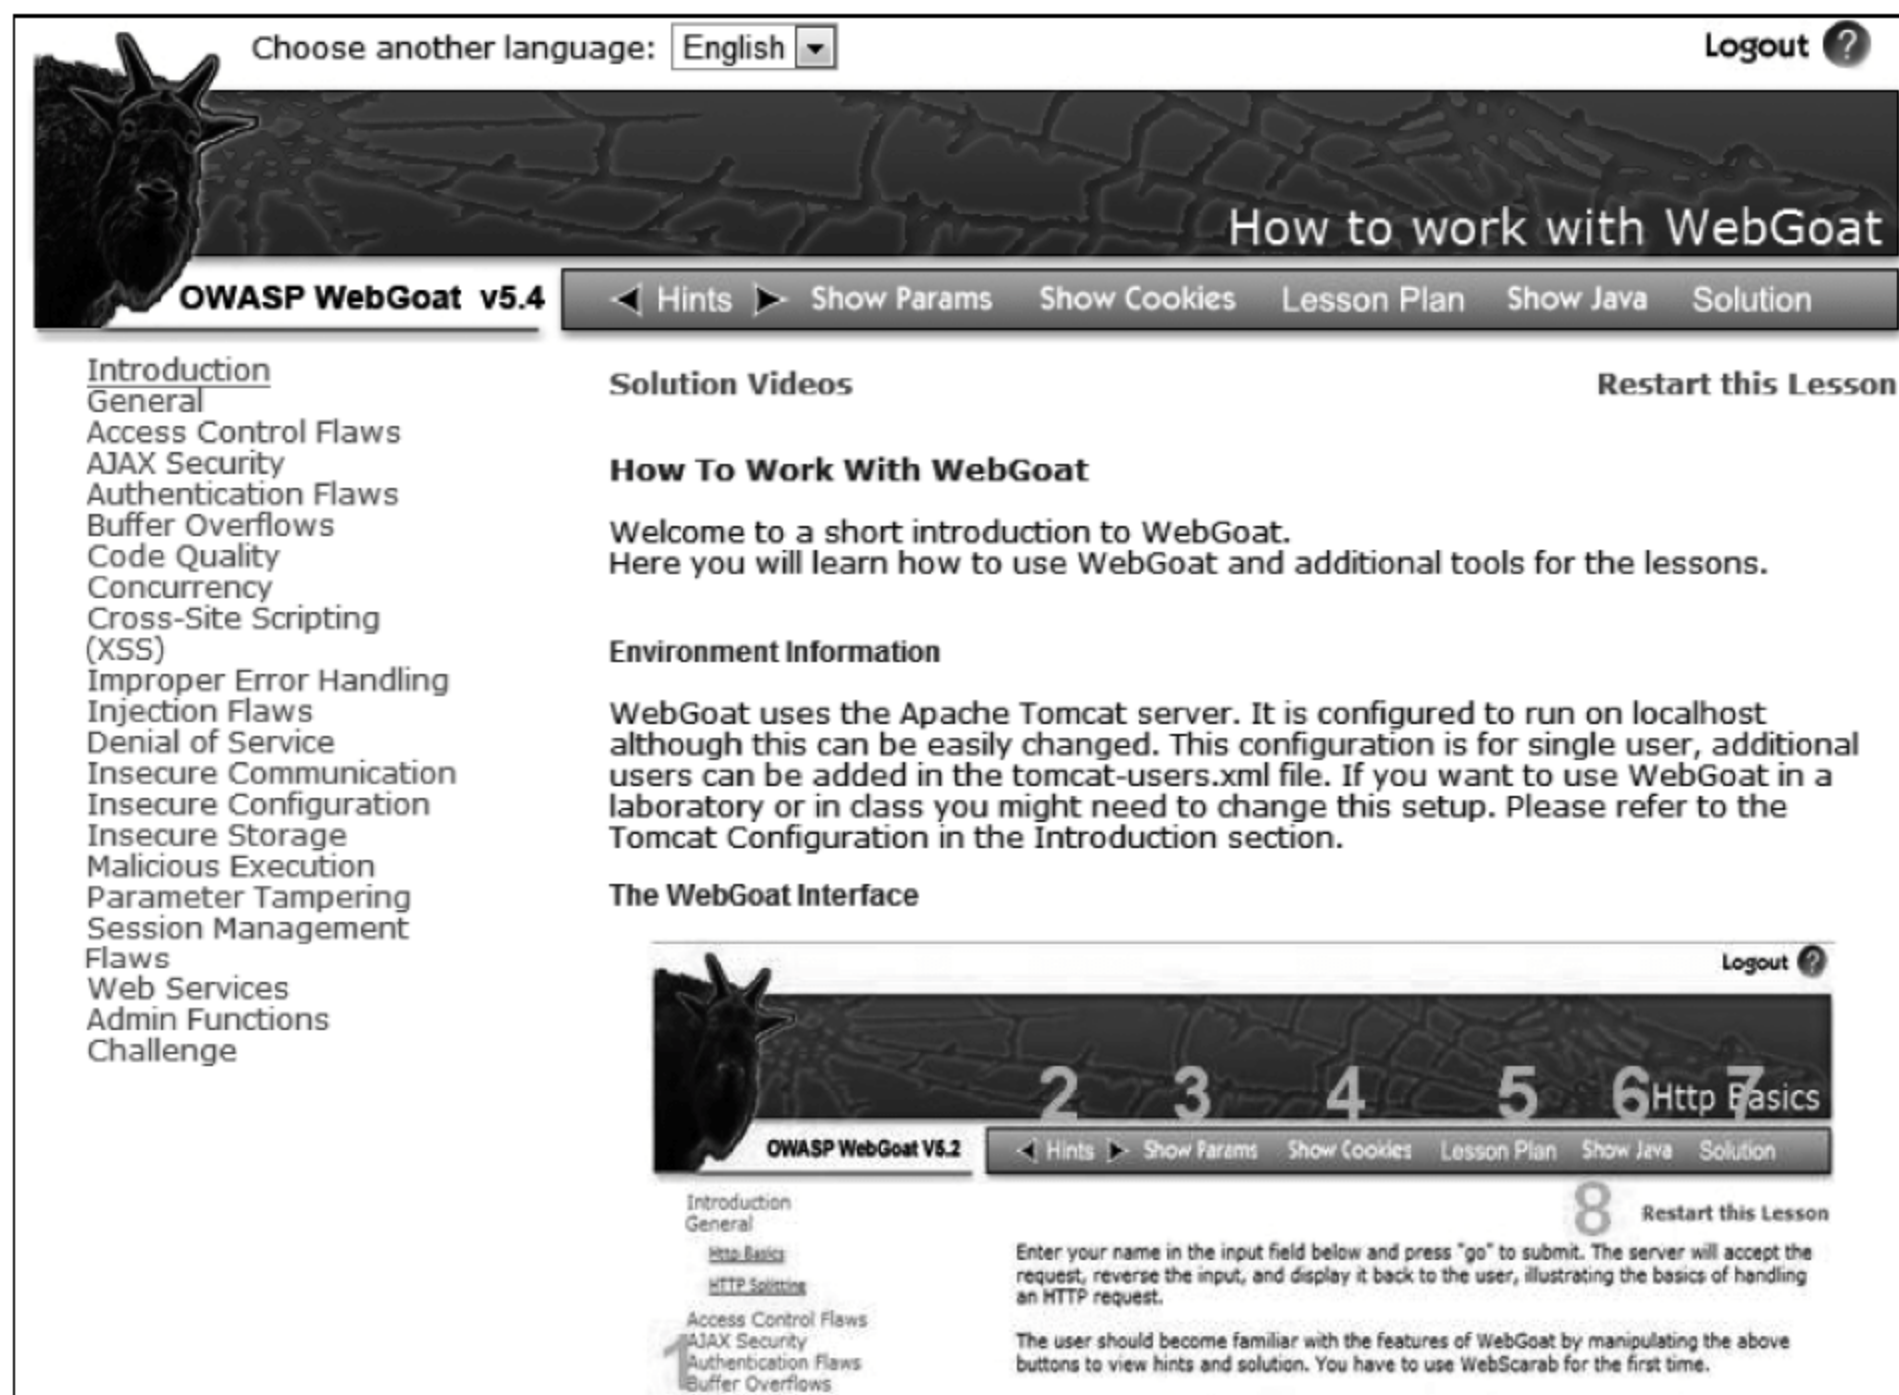 Choose another language: English
Logout ?
How to work with WebGoat
OWASP WebGoat v5.4
Hints Show Params Show Cookies Lesson Plan Show Java Solution
Introduction
General
Access Control Flaws
AJAX Security
Authentication Flaws
Buffer Overflows
Code Quality
Concurrency
Cross-Site Scripting
(XSS)
Improper Error Handling
Injection Flaws
Denial of Service
Insecure Communication
Insecure Configuration
Insecure Storage
Malicious Execution
Parameter Tampering
Session Management
Flaws
Web Services
Admin Functions
Challenge
Solution Videos
Restart this Lesson
How To Work With WebGoat
Welcome to a short introduction to WebGoat.
Here you will learn how to use WebGoat and additional tools for the lessons.
Environment Information
WebGoat uses the Apache Tomcat server. It is configured to run on localhost
although this can be easily changed. This configuration is for single user, additional
users can be added in the tomcat-users.xml file. If you want to use WebGoat in a
laboratory or in class you might need to change this setup. Please refer to the
Tomcat Configuration in the Introduction section.
The WebGoat Interface
Logout ?
2 3 4 5 6 7
Http Basics
OWASP WebGoat V5.2
Hints Show Params Show Cookies Lesson Plan Show Java Solution
8 Restart this Lesson
Introduction
General
Http Basics
HTTP Splitting
Access Control Flaws
1
AJAX Security
Authentication Flaws
Buffer Overflows
Enter your name in the input field below and press "go" to submit. The server will accept the
request, reverse the input, and display it back to the user, illustrating the basics of handling
an HTTP request.
The user should become familiar with the features of WebGoat by manipulating the above
buttons to view hints and solution. You have to use WebScarab for the first time.